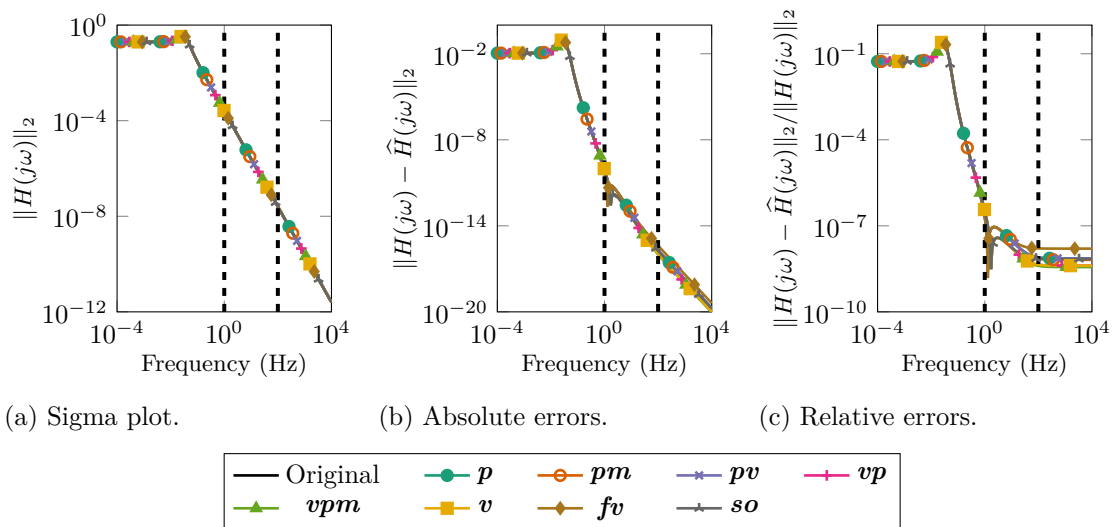 10^0
10^{-4}
10^{-8}
10^{-12}
‖H(jω)‖_2
10^{-4} 10^0 10^4
Frequency (Hz)
(a) Sigma plot.
10^{-2}
10^{-8}
10^{-14}
10^{-20}
‖H(jω) − \widehat{H}(jω)‖_2
10^{-4} 10^0 10^4
Frequency (Hz)
(b) Absolute errors.
10^{-1}
10^{-4}
10^{-7}
10^{-10}
‖H(jω) − \widehat{H}(jω)‖_2/‖H(jω)‖_2
10^{-4} 10^0 10^4
Frequency (Hz)
(c) Relative errors.
Original p pm pv vp
vpm v fv so